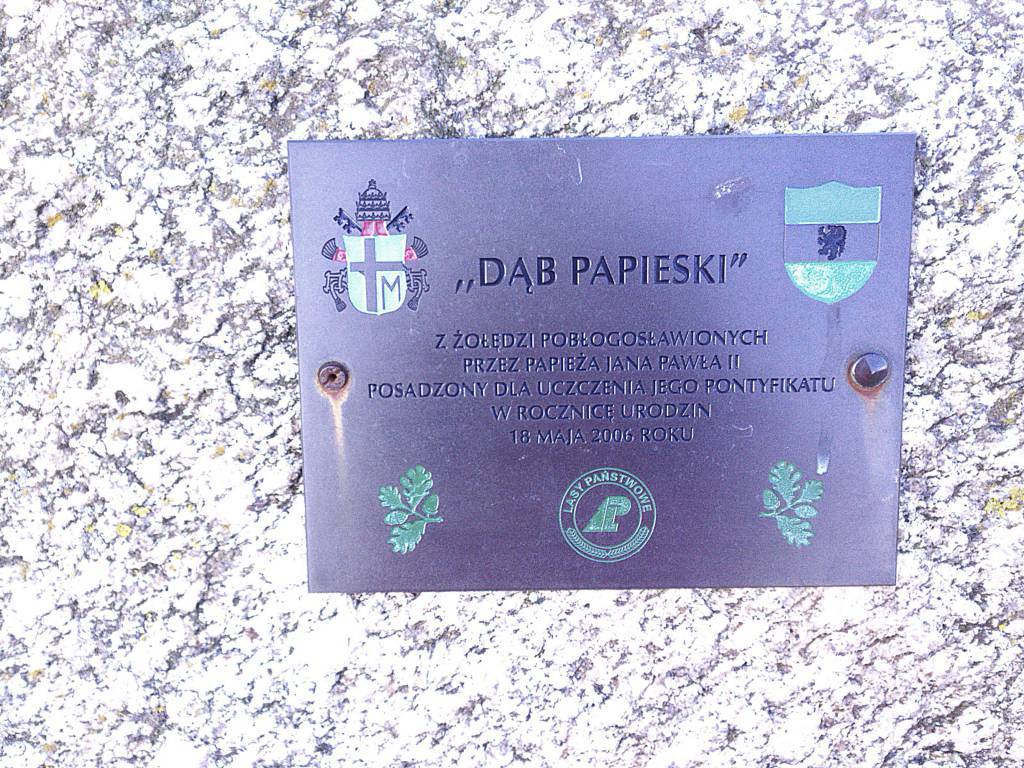 „DĄB PAPIESKI”
M
Z ŻOŁĘDZI POBŁOGOSŁAWIONYCH
PRZEZ PAPIEŻA JANA PAWŁA II
POSADZONY DLA UCZCZENIA JEGO PONTYFIKATU
W ROCZNICĘ URODZIN
18 MAJA 2006 ROKU
LASY PAŃSTWOWE